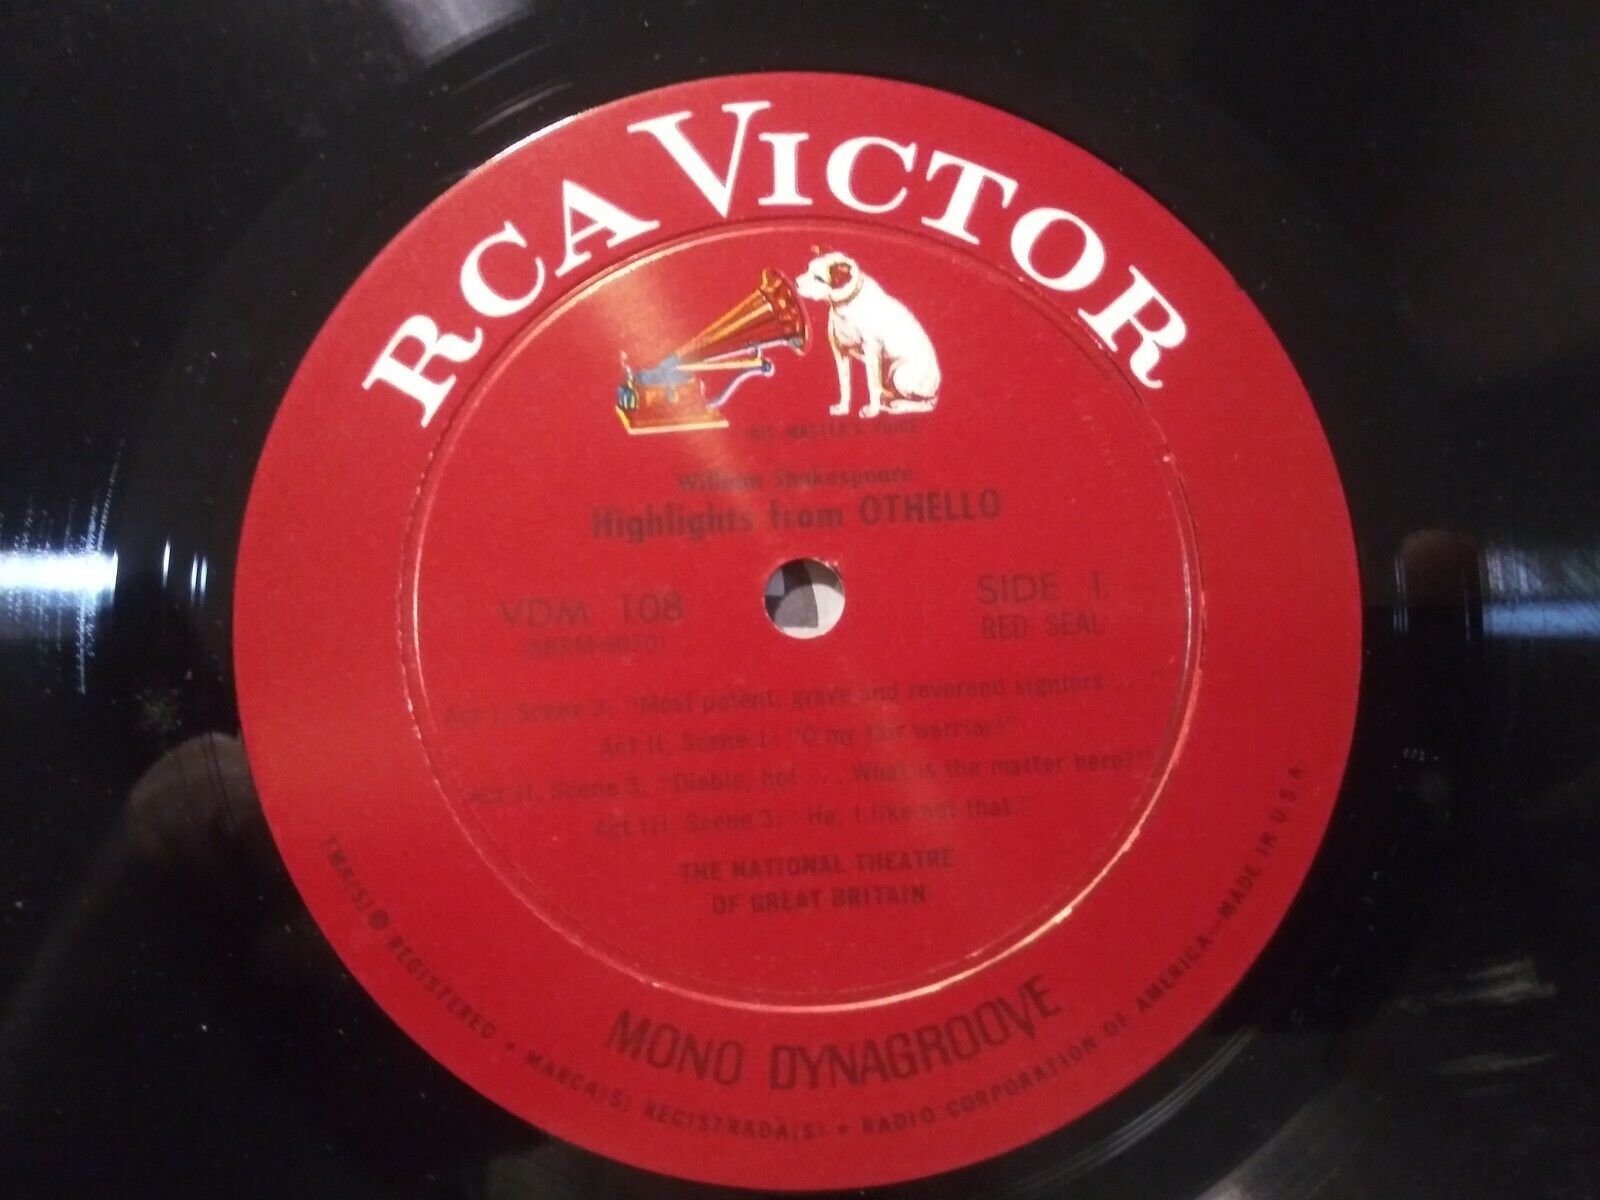 RCA VICTOR
"HIS MASTER'S VOICE"
William Shakespeare
Highlights from OTHELLO
VDM 108
SIDE 1
RED SEAL
Act I, Scene 3: "Most potent, grave and reverend signiors. . . ."
Act II, Scene 1: "O my fair warrior!"
Act II, Scene 3: "Diablo, ho! . . . What is the matter here?"
Act III, Scene 3: "Ha, I like not that."
THE NATIONAL THEATRE
OF GREAT BRITAIN
MONO DYNAGROOVE
TMK(S) ® REGISTERED • MARCA(S) REGISTRADA(S) • RADIO CORPORATION OF AMERICA—MADE IN U.S.A.